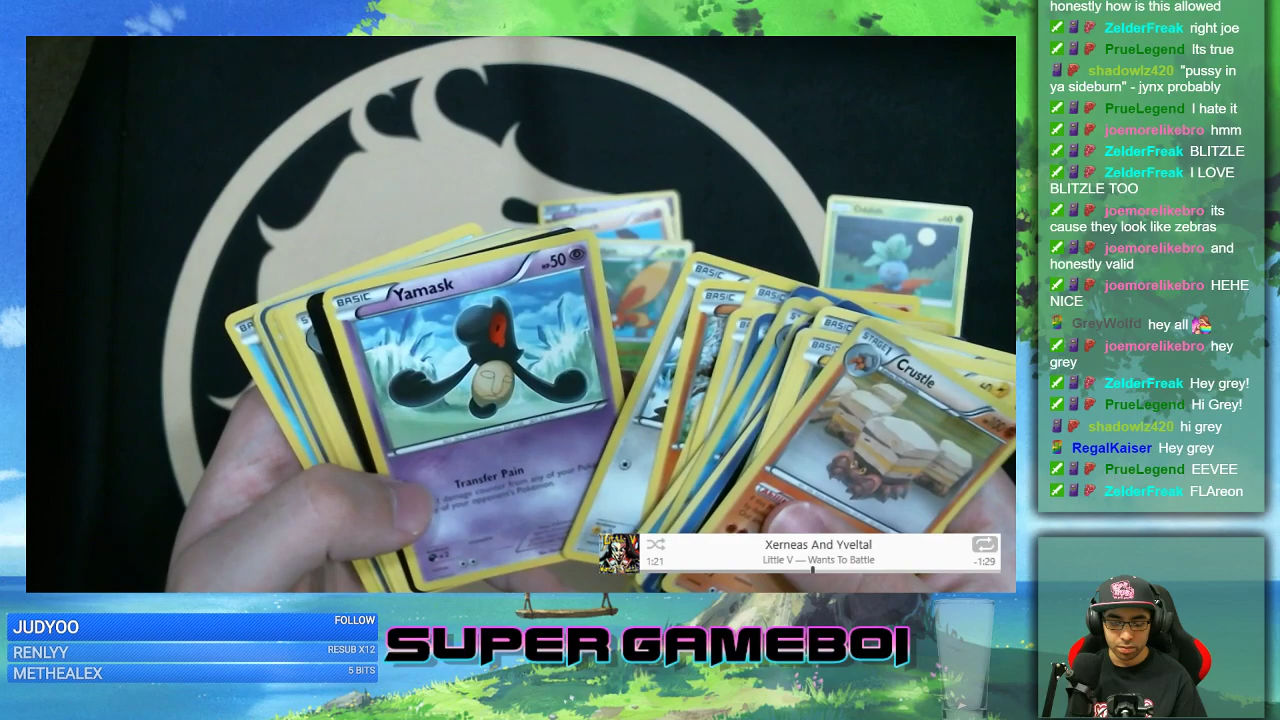 honestly how is this allowed
ZelderFreak right joe
PrueLegend Its true
shadowlz420 "pussy in
ya sideburn" - jynx probably
PrueLegend I hate it
joemorelikebro hmm
ZelderFreak BLITZLE
ZelderFreak I LOVE
BLITZLE TOO
joemorelikebro its
cause they look like zebras
joemorelikebro and
honestly valid
joemorelikebro HEHE
NICE
GreyWolfd hey all
joemorelikebro hey
grey
ZelderFreak Hey grey!
PrueLegend Hi Grey!
shadowlz420 hi grey
RegalKaiser Hey grey
PrueLegend EEVEE
ZelderFreak FLAreon
BASIC Yamask HP50
Transfer Pain
BASIC
BASIC
BASIC
BASIC
STAGE 1 Crustle
Xerneas And Yveltal
1:21 Little V — Wants To Battle -1:29
JUDYOO FOLLOW
RENLYY RESUB X12
METHEALEX 5 BITS
SUPER GAMEBOI